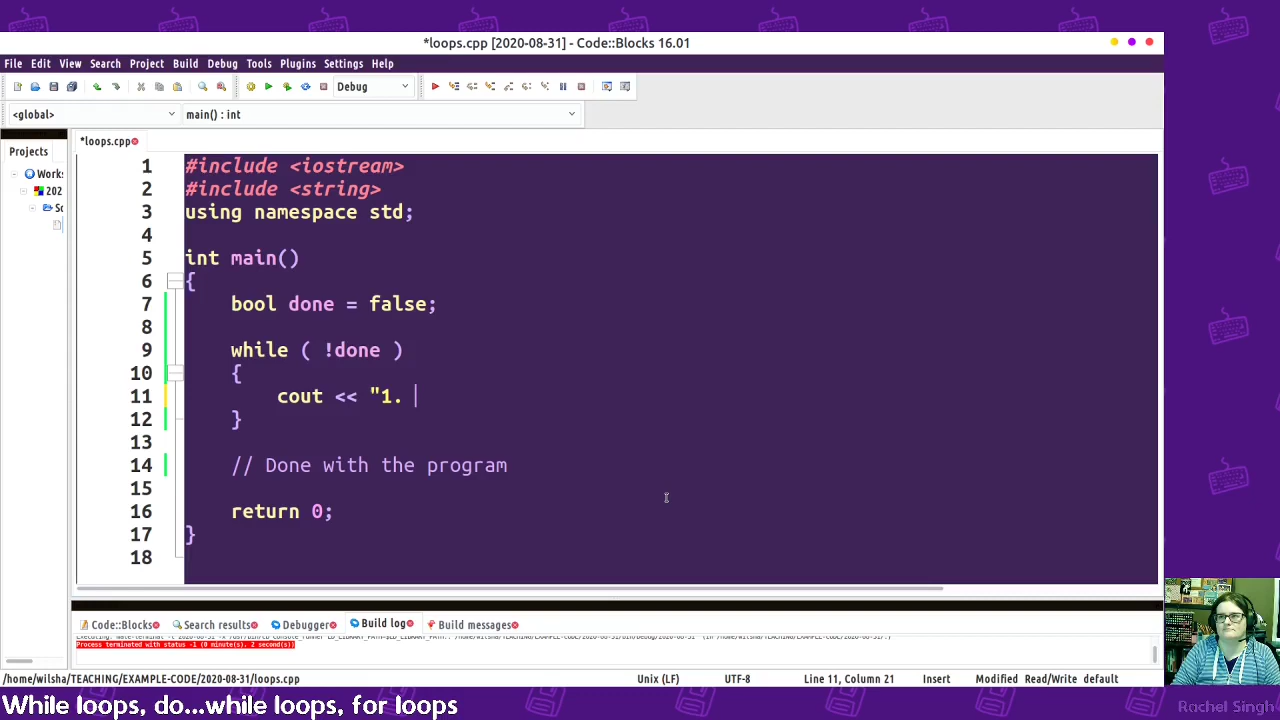 *loops.cpp [2020-08-31] - Code::Blocks 16.01
File Edit View Search Project Build Debug Tools Plugins Settings Help
Debug
<global> main() : int
Projects
*loops.cpp
Works
202
So
1 #include <iostream>
2 #include <string>
3 using namespace std;
4
5 int main()
6 {
7 bool done = false;
8
9 while ( !done )
10 {
11 cout << "1.
12 }
13
14 // Done with the program
15
16 return 0;
17 }
18
Code::Blocks Search results Debugger Build log Build messages
Process terminated with status -1 (0 minute(s), 2 second(s))
/home/wilsha/TEACHING/EXAMPLE-CODE/2020-08-31/loops.cpp Unix (LF) UTF-8 Line 11, Column 21 Insert Modified Read/Write default
While loops, do...while loops, for loops
Rachel Singh